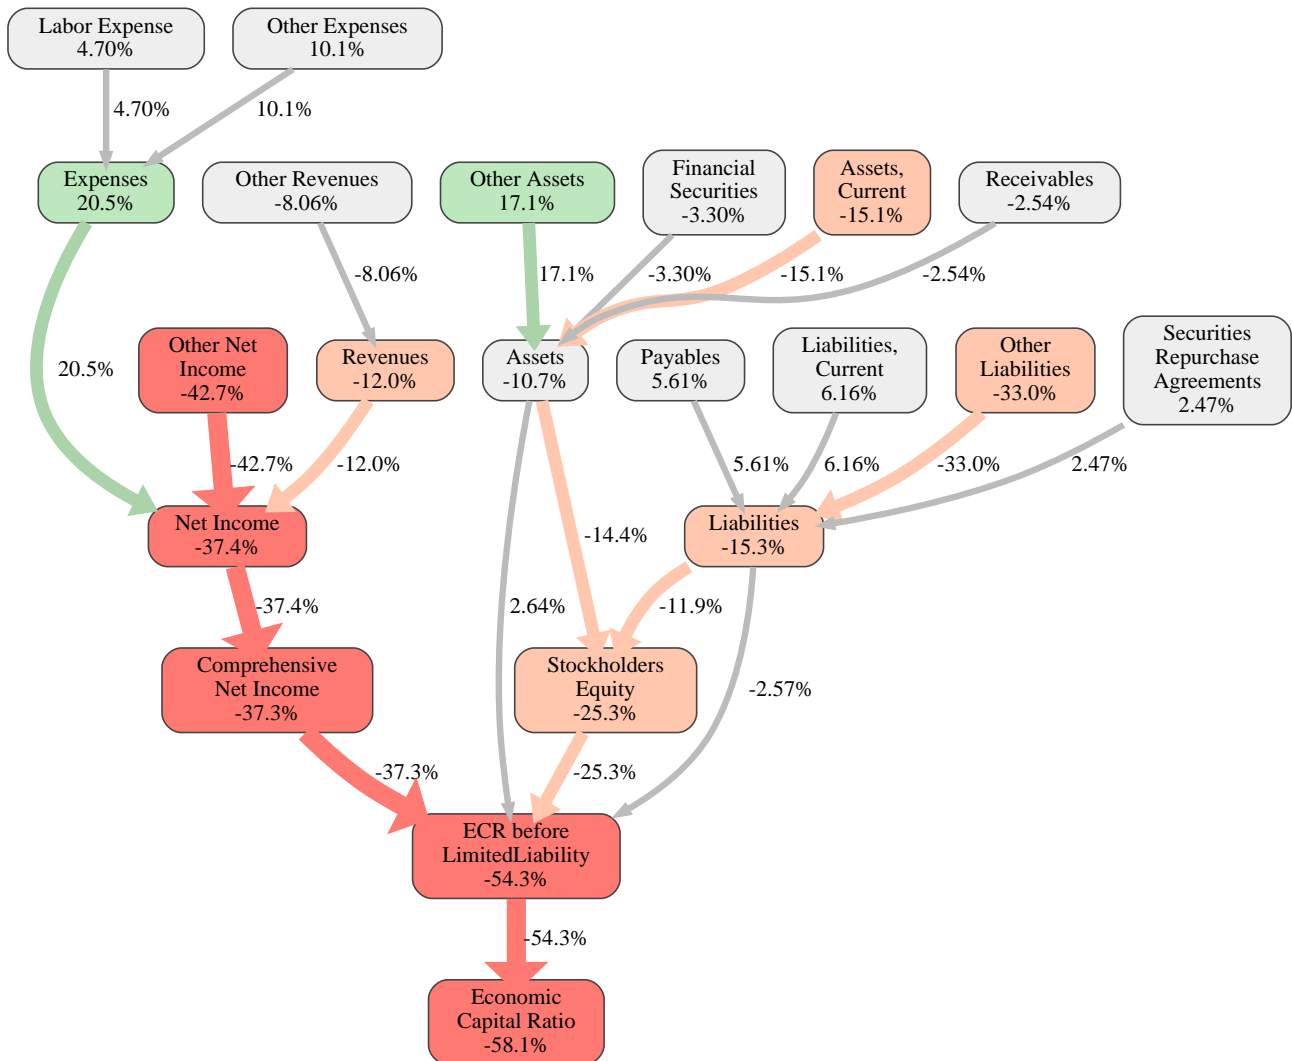 Labor Expense
4.70%
Other Expenses
10.1%
4.70%
10.1%
Expenses
20.5%
Other Revenues
-8.06%
Other Assets
17.1%
Financial
Securities
-3.30%
Assets,
Current
-15.1%
Receivables
-2.54%
-8.06%
17.1%
-3.30%
-15.1%
-2.54%
20.5%
Other Net
Income
-42.7%
Revenues
-12.0%
Assets
-10.7%
Payables
5.61%
Liabilities,
Current
6.16%
Other
Liabilities
-33.0%
Securities
Repurchase
Agreements
2.47%
-42.7%
-12.0%
5.61%
6.16%
-33.0%
2.47%
Net Income
-37.4%
-14.4%
Liabilities
-15.3%
-37.4%
2.64%
-11.9%
Comprehensive
Net Income
-37.3%
Stockholders
Equity
-25.3%
-2.57%
-37.3%
-25.3%
ECR before
LimitedLiability
-54.3%
-54.3%
Economic
Capital Ratio
-58.1%